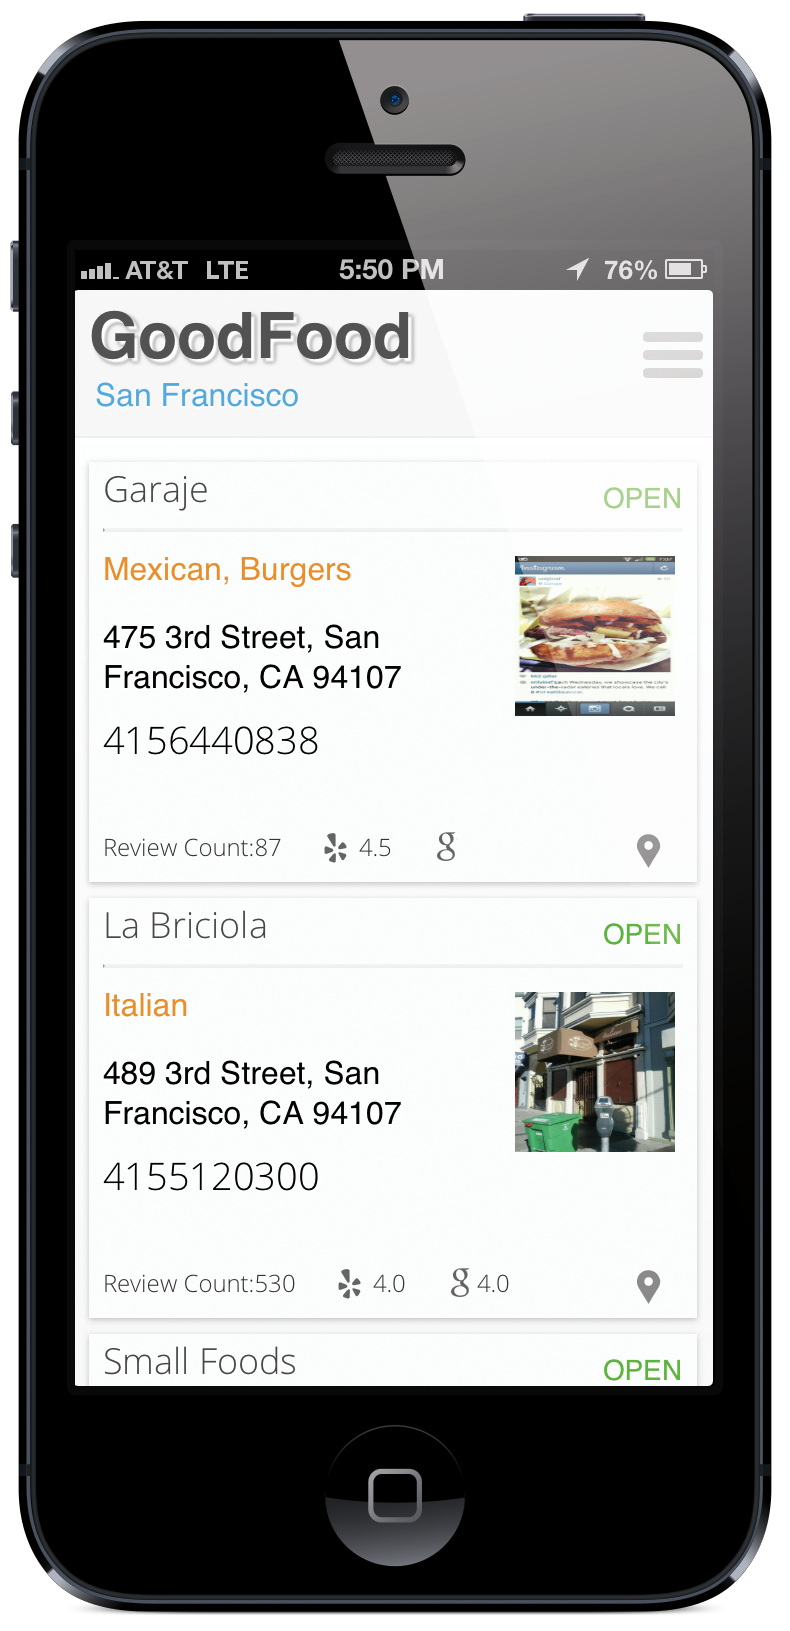 AT&T LTE 5:50 PM 76%
GoodFood
San Francisco
Garaje
OPEN
Mexican, Burgers
Instagram
475 3rd Street, San
Francisco, CA 94107
4156440838
Review Count:87 4.5 g
La Briciola
OPEN
Italian
489 3rd Street, San
Francisco, CA 94107
4155120300
Review Count:530 4.0 g 4.0
Small Foods
OPEN